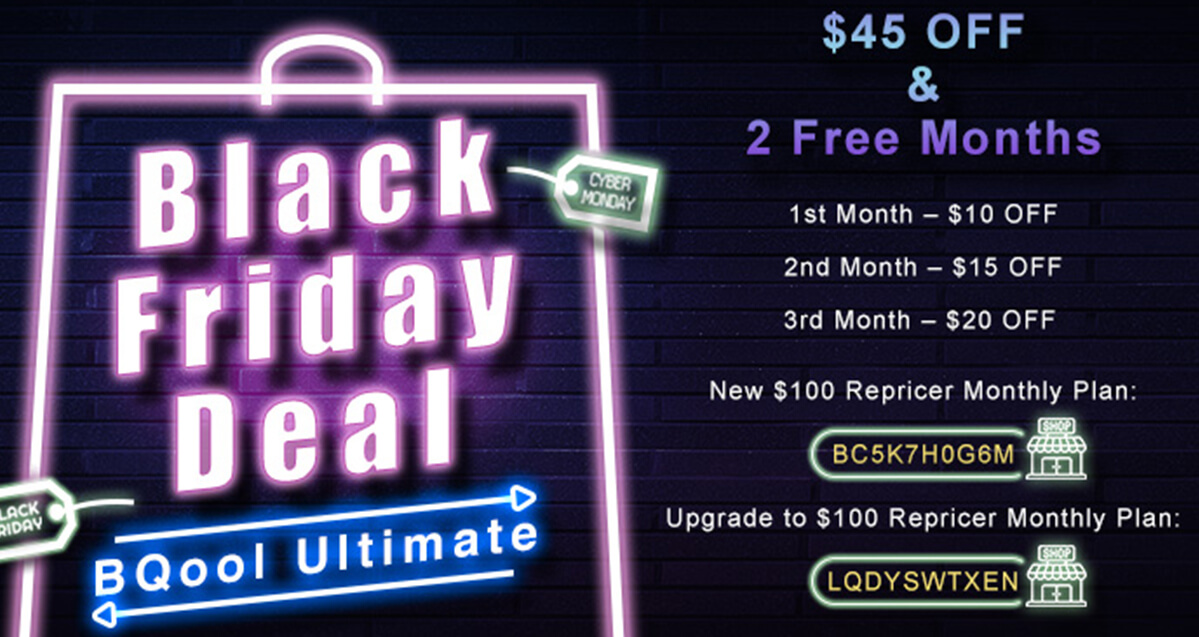 Black
Friday
Deal
CYBER
MONDAY
LACK
RIDAY
BQool Ultimate
$45 OFF
&
2 Free Months
1st Month – $10 OFF
2nd Month – $15 OFF
3rd Month – $20 OFF
New $100 Repricer Monthly Plan:
BC5K7H0G6M
SHOP
Upgrade to $100 Repricer Monthly Plan:
LQDYSWTXEN
SHOP